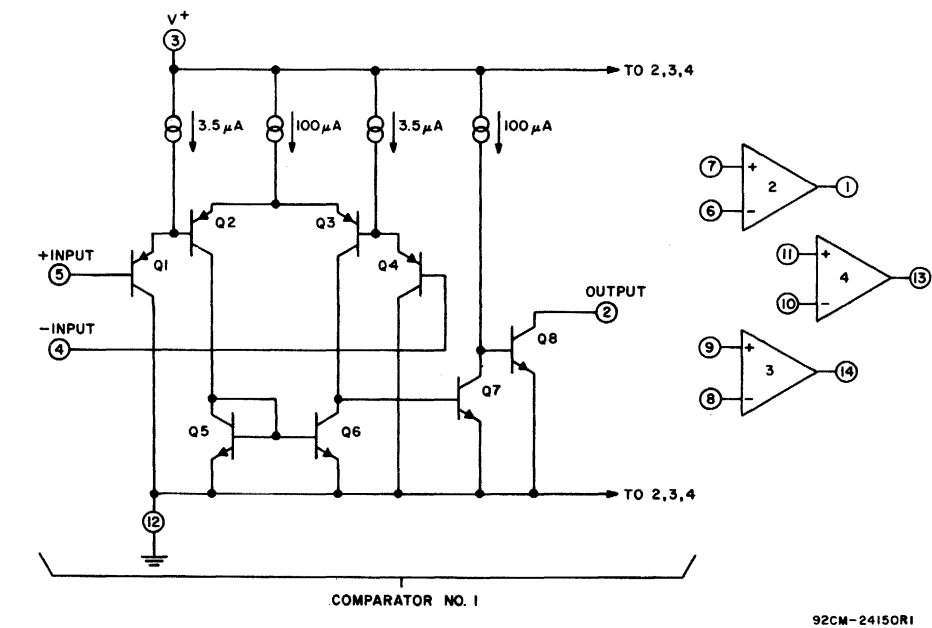 V+
3
TO 2,3,4
3.5μA
100μA
3.5μA
100μA
Q2
Q3
+INPUT
5
Q1
Q4
-INPUT
4
OUTPUT
2
Q8
Q7
Q5
Q6
TO 2,3,4
12
COMPARATOR NO. 1
7
+
2
1
6
-
11
+
4
13
10
-
9
+
3
14
8
-
92CM-24150R1